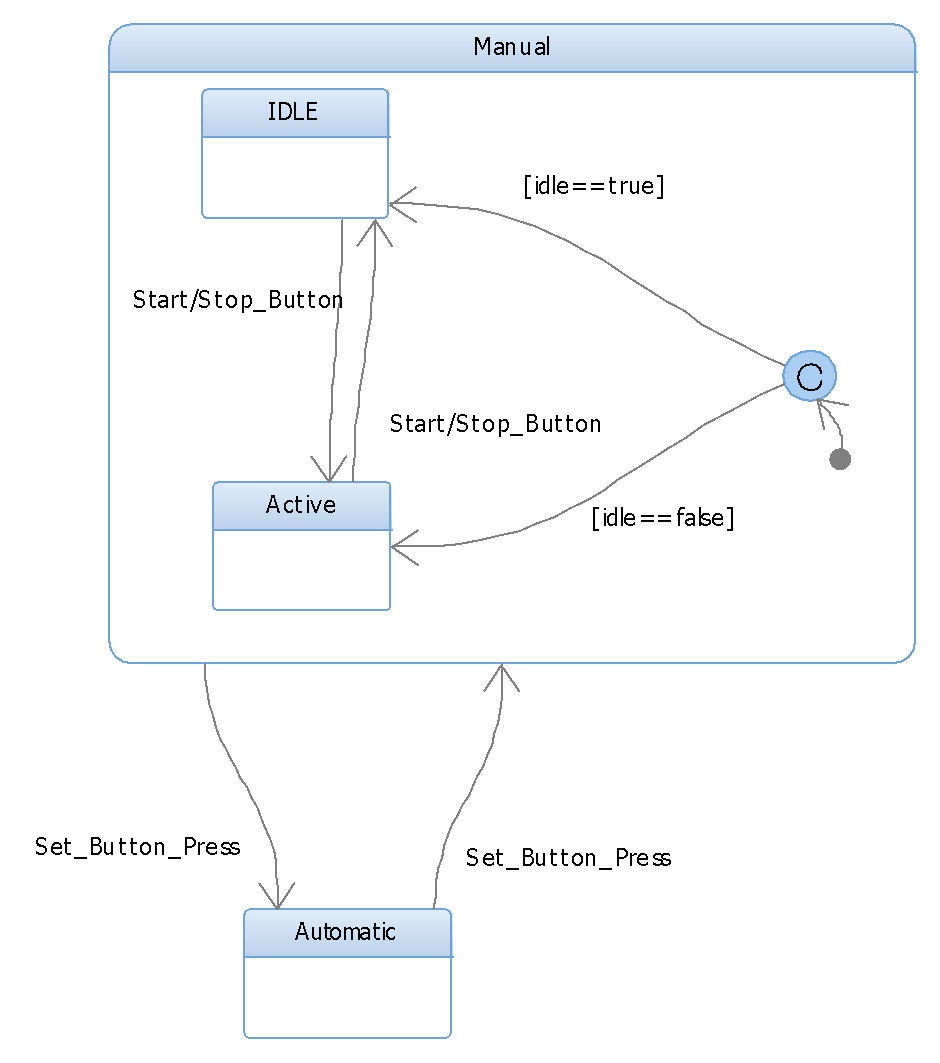 Manual
IDLE
[idle==true]
Start/Stop_Button
C
Start/Stop_Button
Active
[idle==false]
Set_Button_Press
Set_Button_Press
Automatic